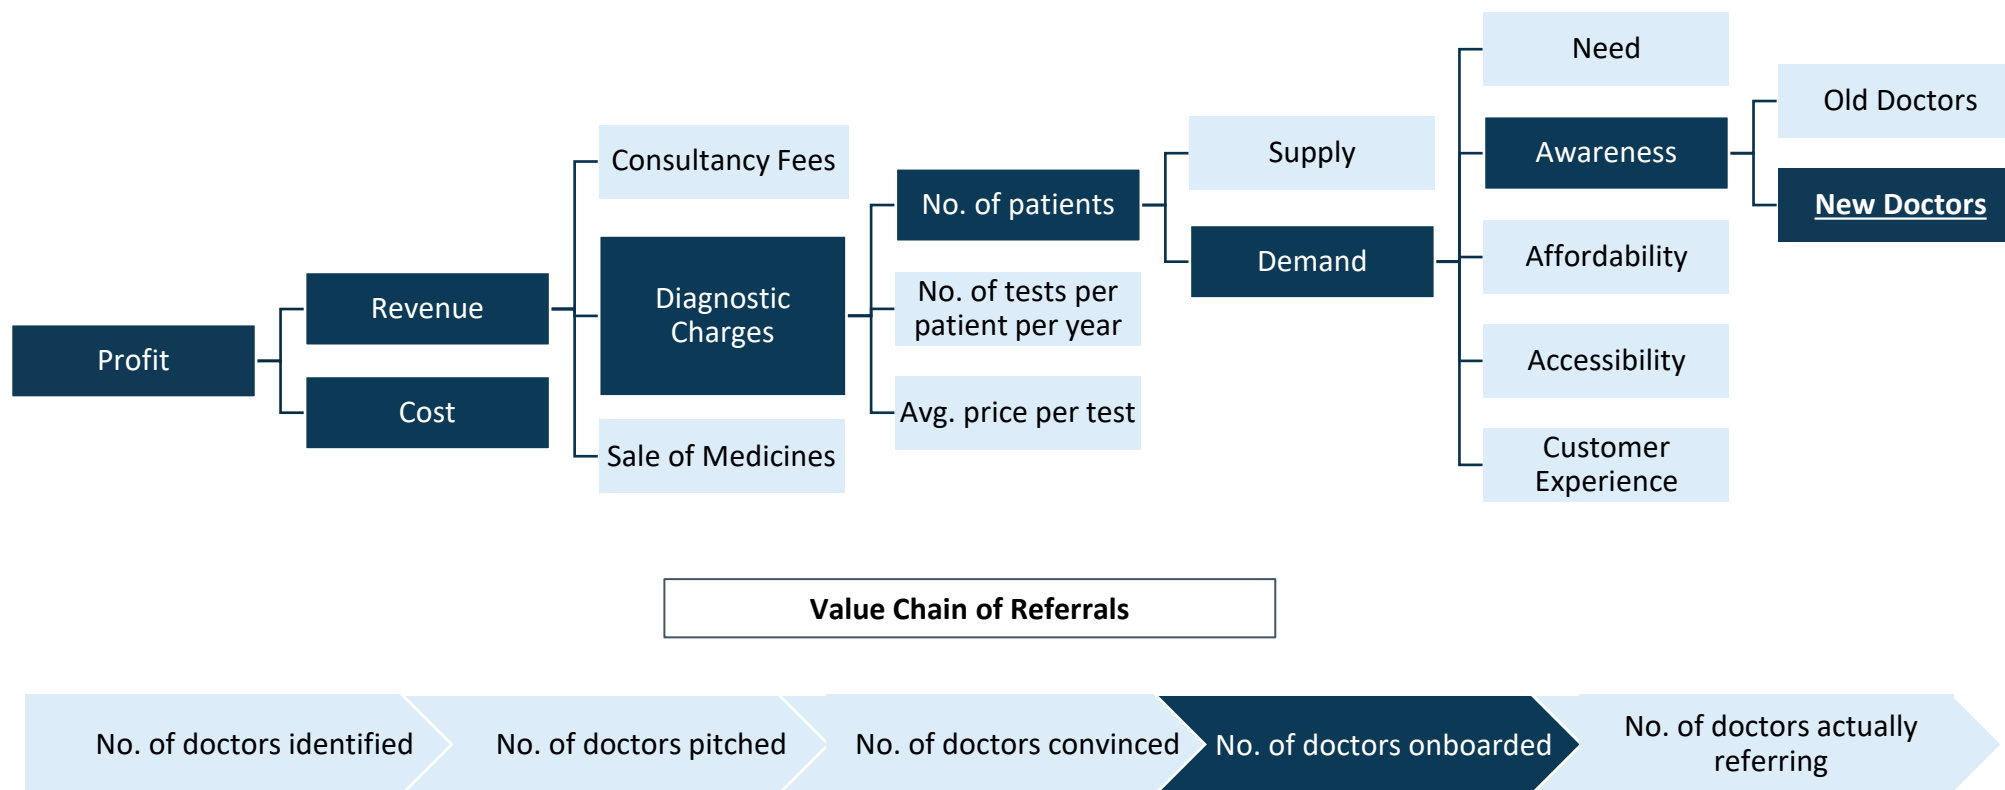 Profit
Revenue
Cost
Consultancy Fees
Diagnostic
Charges
Sale of Medicines
No. of patients
No. of tests per
patient per year
Avg. price per test
Supply
Demand
Need
Awareness
Affordability
Accessibility
Customer
Experience
Old Doctors
New Doctors
Value Chain of Referrals
No. of doctors identified
No. of doctors pitched
No. of doctors convinced
No. of doctors onboarded
No. of doctors actually
referring